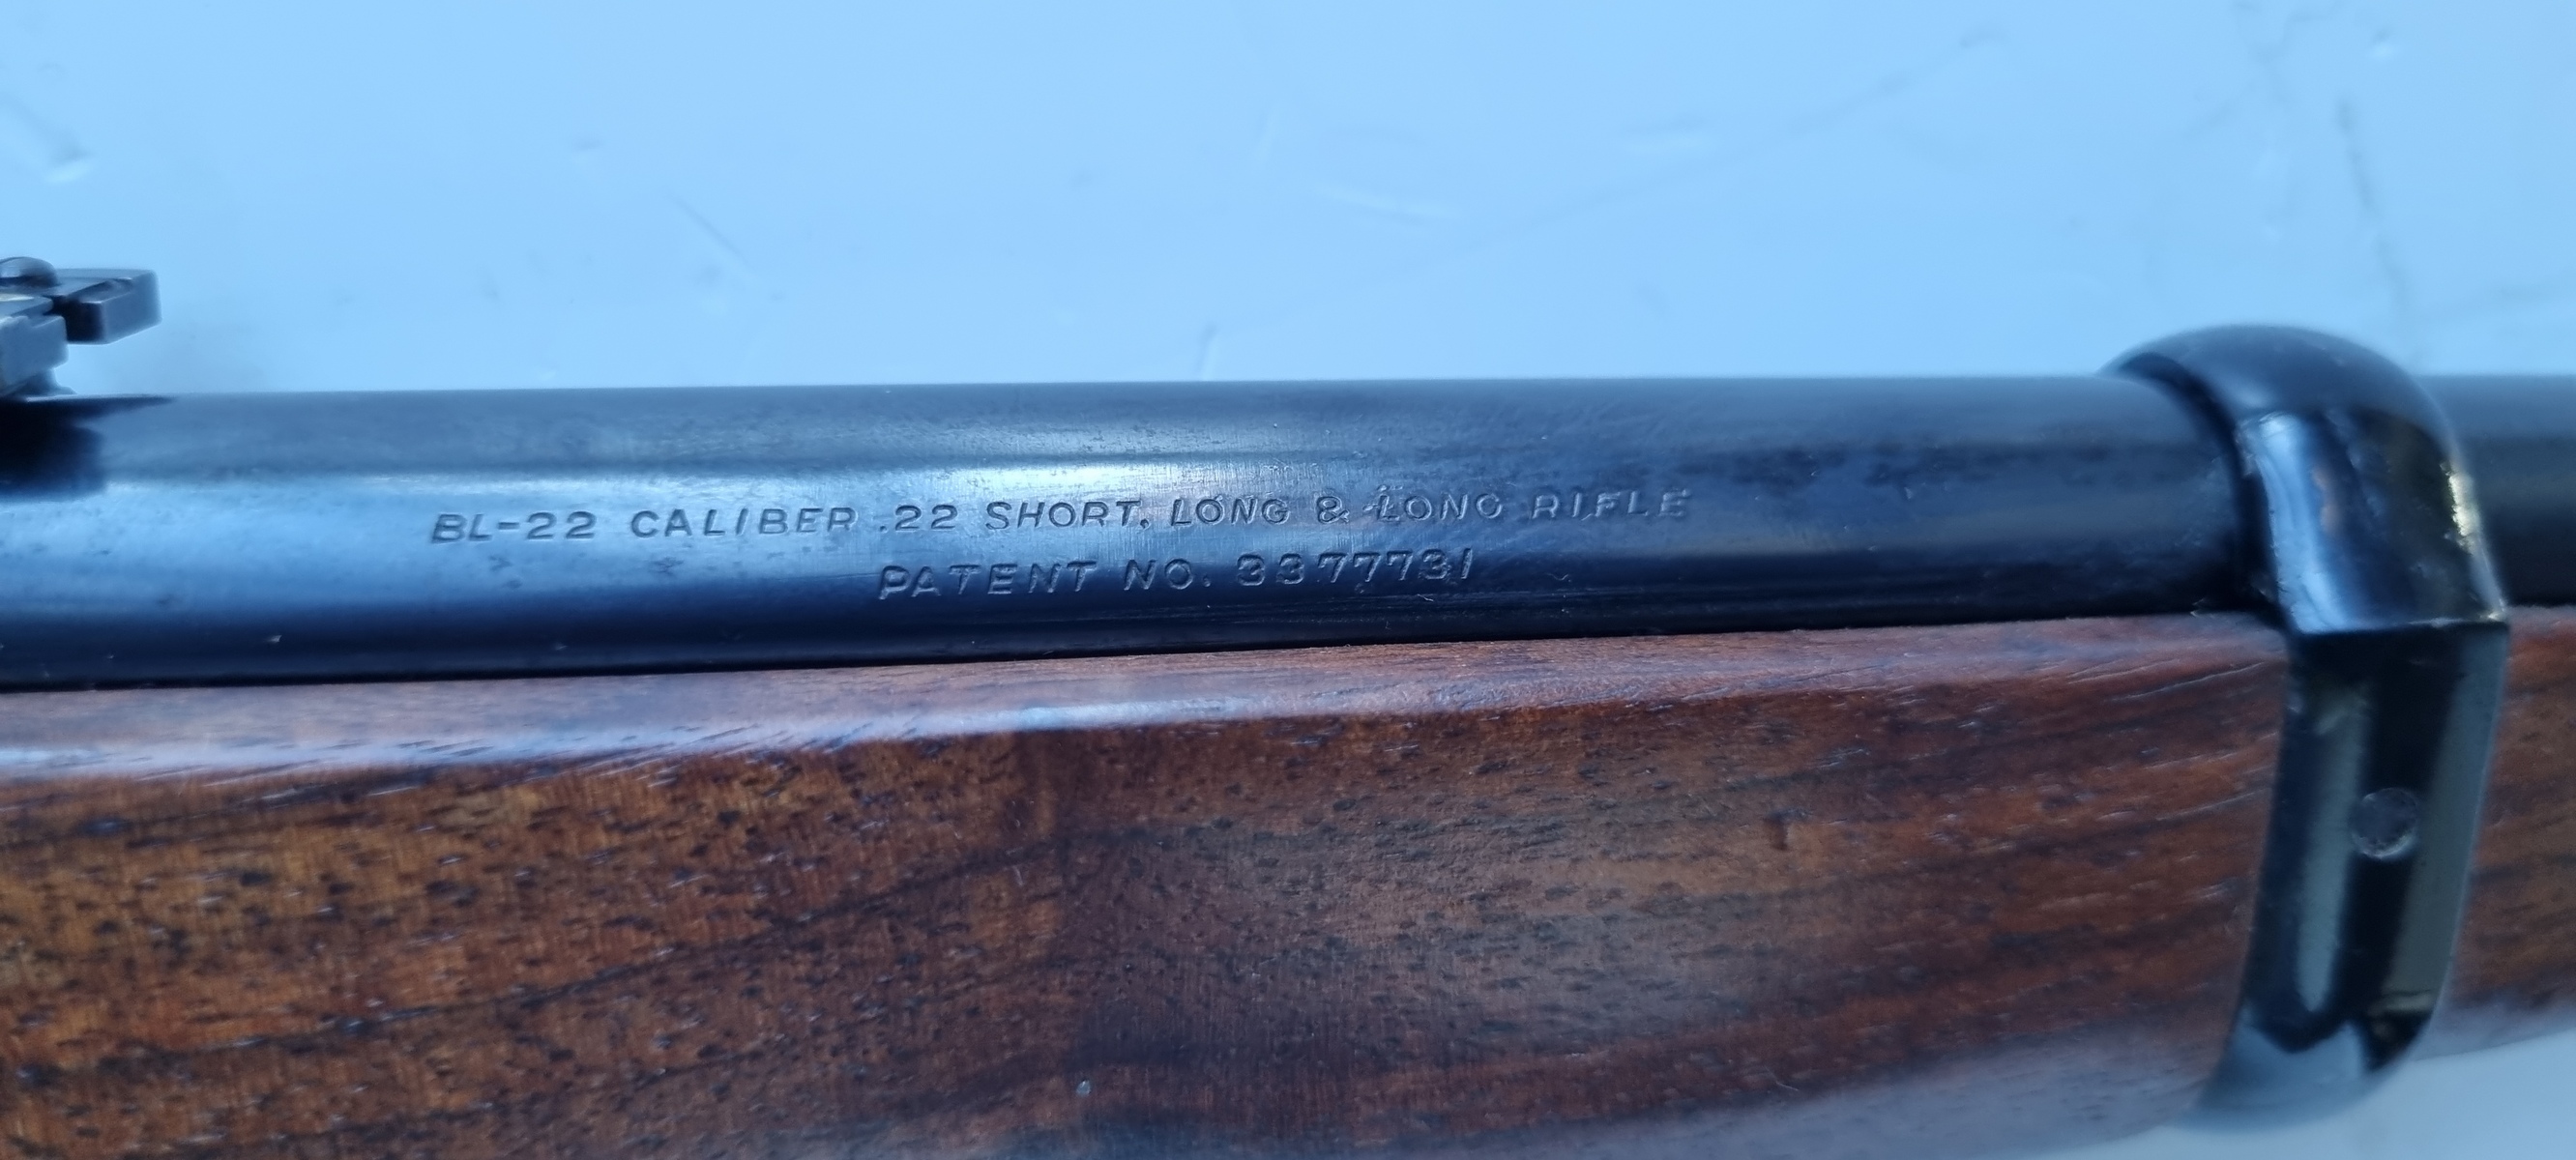 BL-22 CALIBER .22 SHORT, LONG & LONG RIFLE
PATENT NO. 3377731